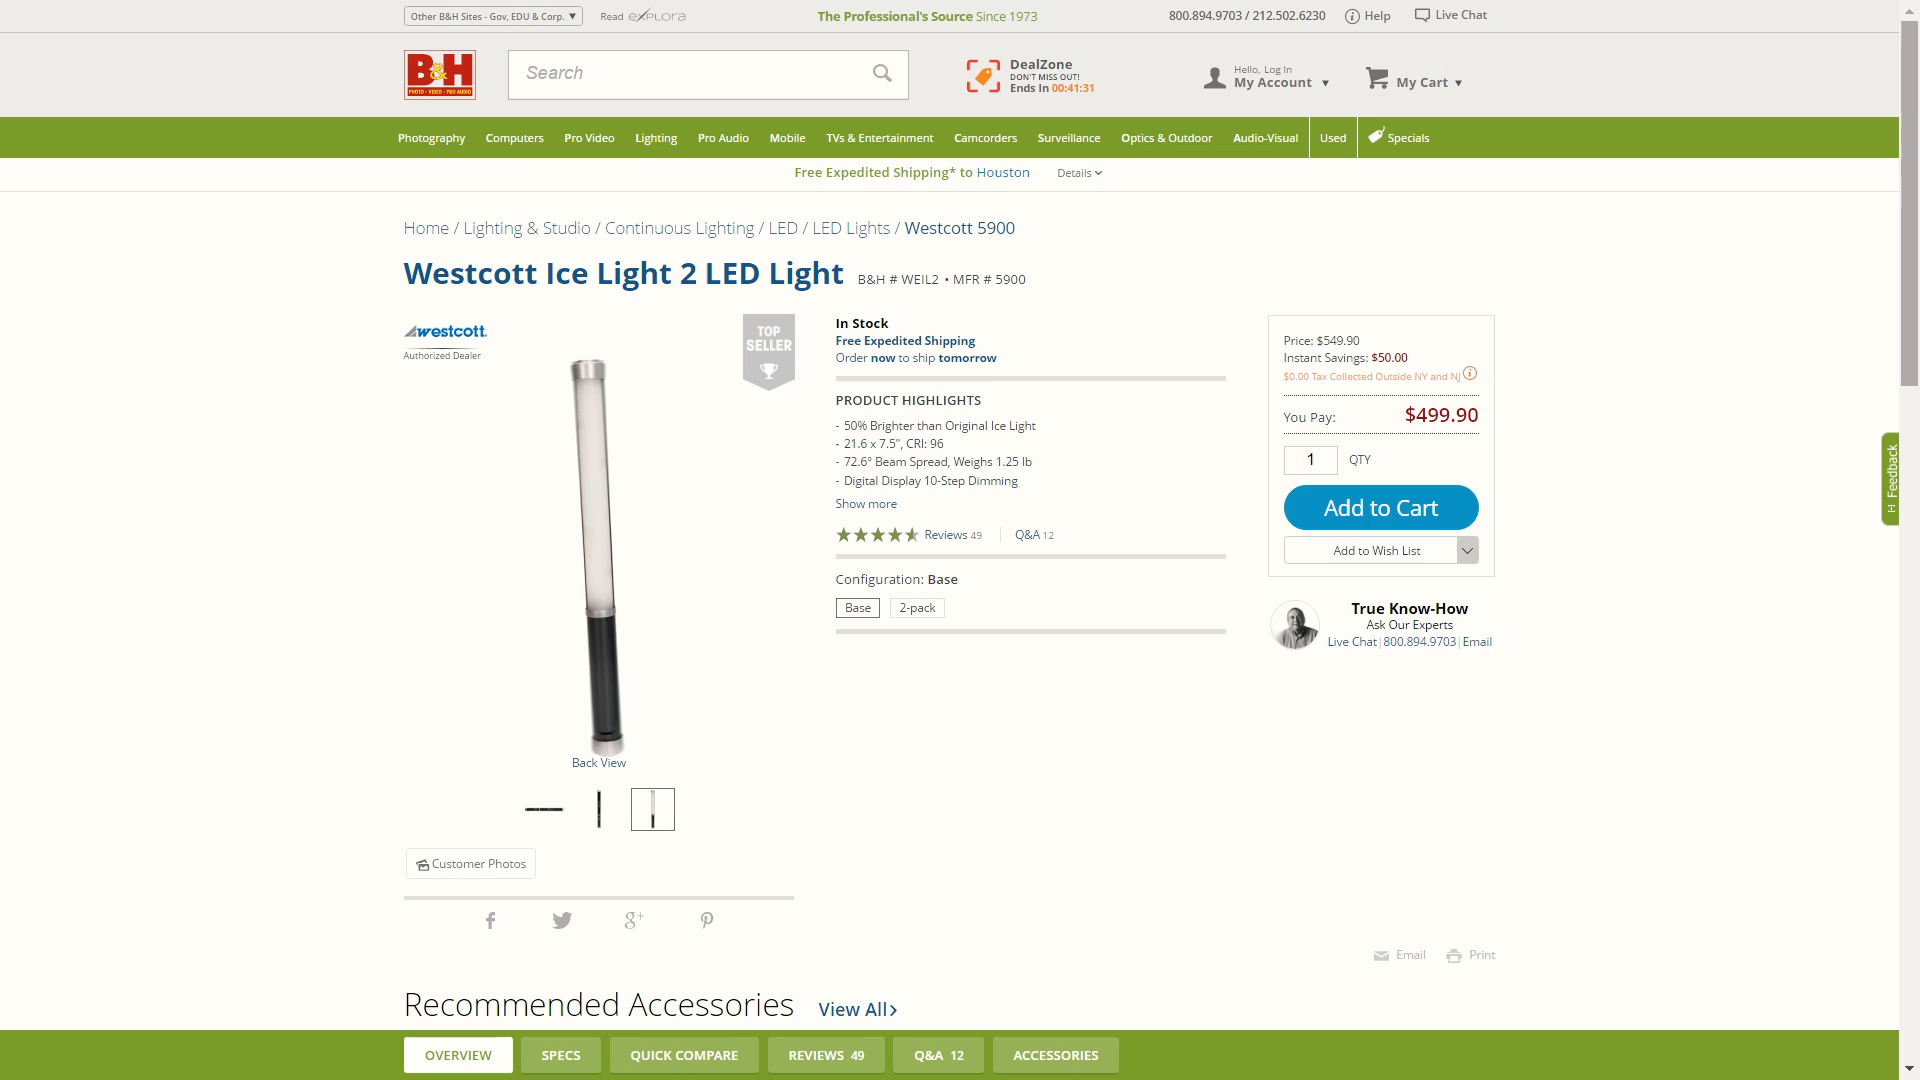 Other B&H Sites - Gov, EDU & Corp. ▼
Read explora
The Professional's Source Since 1973
800.894.9703 / 212.502.6230
Help
Live Chat
B&H
PHOTO - VIDEO - PRO AUDIO
Search
DealZone
DON'T MISS OUT!
Ends In 00:41:31
Hello, Log In
My Account ▼
My Cart ▼
Photography Computers Pro Video Lighting Pro Audio Mobile TVs & Entertainment Camcorders Surveillance Optics & Outdoor Audio-Visual Used Specials
Free Expedited Shipping* to Houston Details
Home / Lighting & Studio / Continuous Lighting / LED / LED Lights / Westcott 5900
Westcott Ice Light 2 LED Light B&H # WEIL2 • MFR # 5900
westcott.
Authorized Dealer
TOP
SELLER
Back View
Customer Photos
In Stock
Free Expedited Shipping
Order now to ship tomorrow
PRODUCT HIGHLIGHTS
- 50% Brighter than Original Ice Light
- 21.6 x 7.5", CRI: 96
- 72.6° Beam Spread, Weighs 1.25 lb
- Digital Display 10-Step Dimming
Show more
Reviews 49 Q&A 12
Configuration: Base
Base 2-pack
Price: $549.90
Instant Savings: $50.00
$0.00 Tax Collected Outside NY and NJ
You Pay: $499.90
1 QTY
Add to Cart
Add to Wish List
True Know-How
Ask Our Experts
Live Chat | 800.894.9703 | Email
[-] Feedback
Email Print
Recommended Accessories View All ›
OVERVIEW SPECS QUICK COMPARE REVIEWS 49 Q&A 12 ACCESSORIES